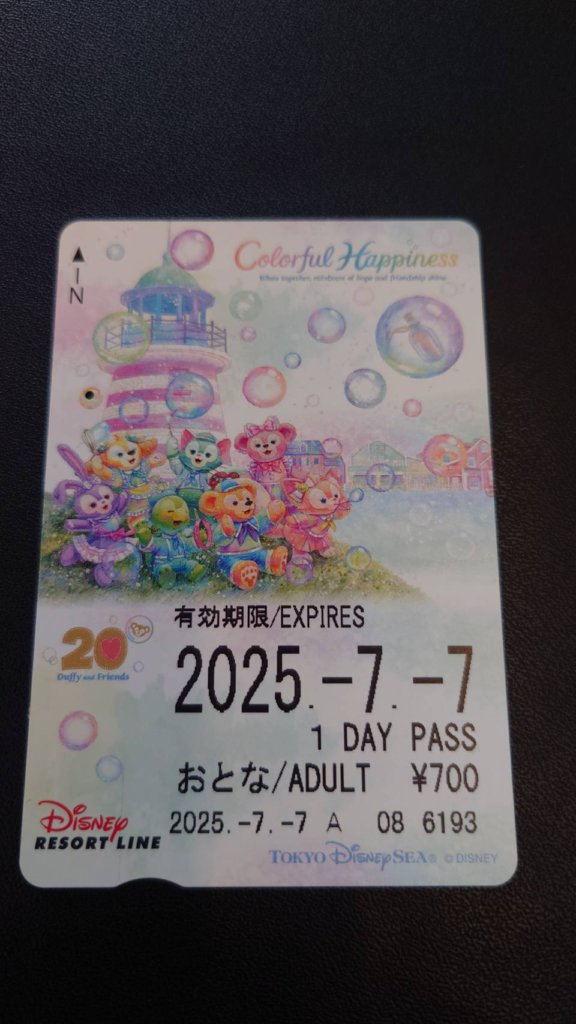 IN
Colorful Happiness
When together, rainbows of hope and friendship shine
有効期限/EXPIRES
2025.-7.-7
20
Duffy and Friends
1 DAY PASS
おとな/ADULT ¥700
Disney
RESORT LINE
2025.-7.-7 A 08 6193
TOKYO DISNEYSEA® © DISNEY